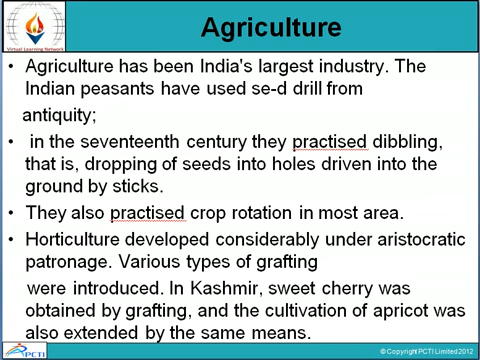 Virtual Learning Network
Agriculture
• Agriculture has been India's largest industry. The
Indian peasants have used se-d drill from
antiquity;
• in the seventeenth century they practised dibbling,
that is, dropping of seeds into holes driven into the
ground by sticks.
• They also practised crop rotation in most area.
• Horticulture developed considerably under aristocratic
patronage. Various types of grafting
were introduced. In Kashmir, sweet cherry was
obtained by grafting, and the cultivation of apricot was
also extended by the same means.
PCTI
© Copyright PCTI Limited 2012